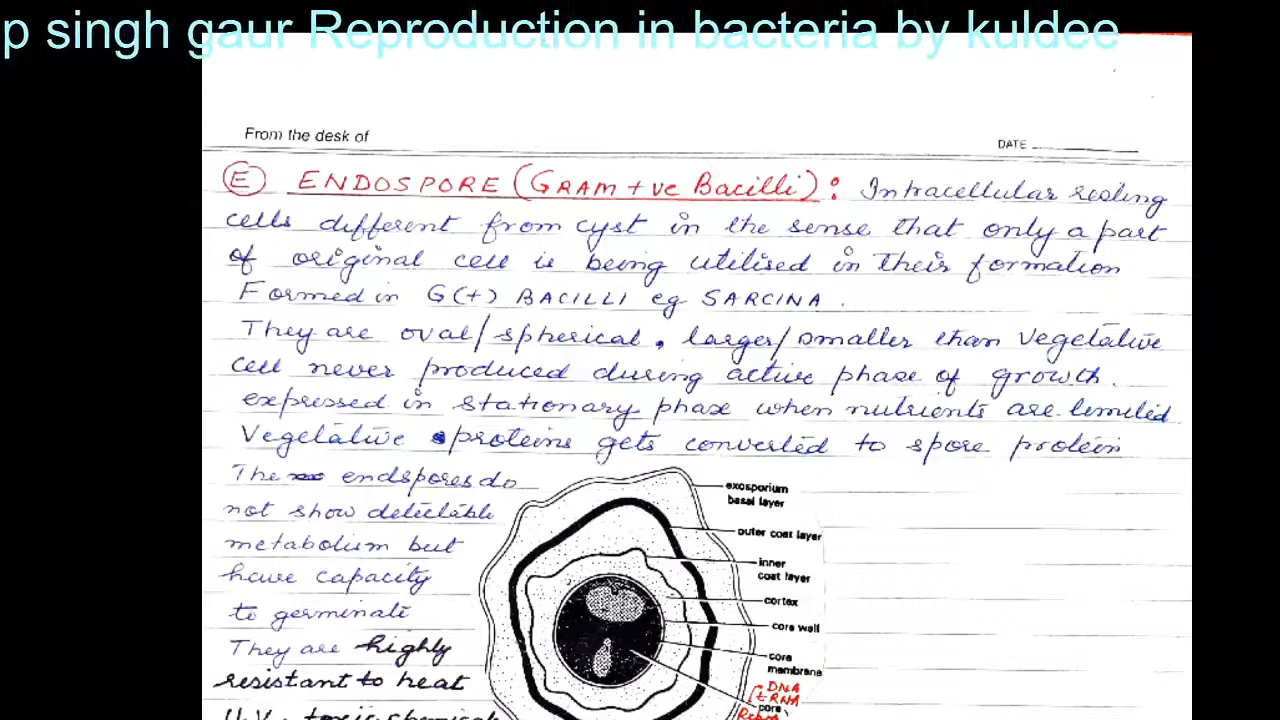 p singh gaur Reproduction in bacteria by kuldee
From the desk of
DATE
E ENDOSPORE (GRAM +ve Bacilli) : Intracellular resting
cells different from cyst in the sense that only a part
of original cell is being utilised in their formation
Formed in G(+) BACILLI eg SARCINA.
They are oval/spherical, larger/smaller than vegetative
cell never produced during active phase of growth.
expressed in stationary phase when nutrients are limited
Vegetative proteins gets converted to spore protein
The endspores do
not show detectable
metabolism but
have capacity
to germinate
They are highly
resistant to heat
U.V. toxic chemical
exosporium
basal layer
outer coat layer
inner
coat layer
cortex
core wall
core
membrane
core
DNA
tRNA